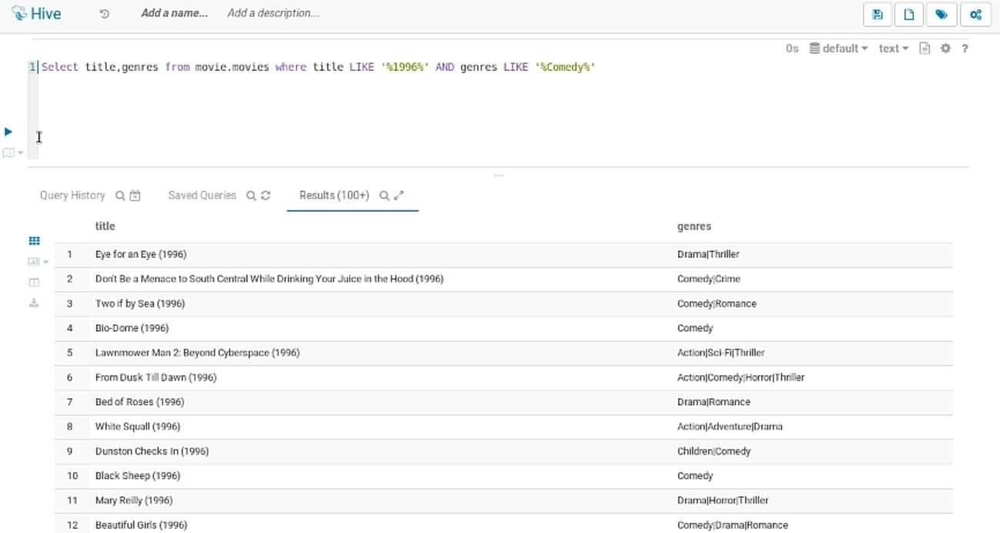 Hive Add a name... Add a description...
0s default text ?
1 Select title,genres from movie.movies where title LIKE '%1996%' AND genres LIKE '%Comedy%'
...
Query History Saved Queries Results (100+)
title genres
1 Eye for an Eye (1996) Drama|Thriller
2 Don't Be a Menace to South Central While Drinking Your Juice in the Hood (1996) Comedy|Crime
3 Two if by Sea (1996) Comedy|Romance
4 Bio-Dome (1996) Comedy
5 Lawnmower Man 2: Beyond Cyberspace (1996) Action|Sci-Fi|Thriller
6 From Dusk Till Dawn (1996) Action|Comedy|Horror|Thriller
7 Bed of Roses (1996) Drama|Romance
8 White Squall (1996) Action|Adventure|Drama
9 Dunston Checks In (1996) Children|Comedy
10 Black Sheep (1996) Comedy
11 Mary Reilly (1996) Drama|Horror|Thriller
12 Beautiful Girls (1996) Comedy|Drama|Romance